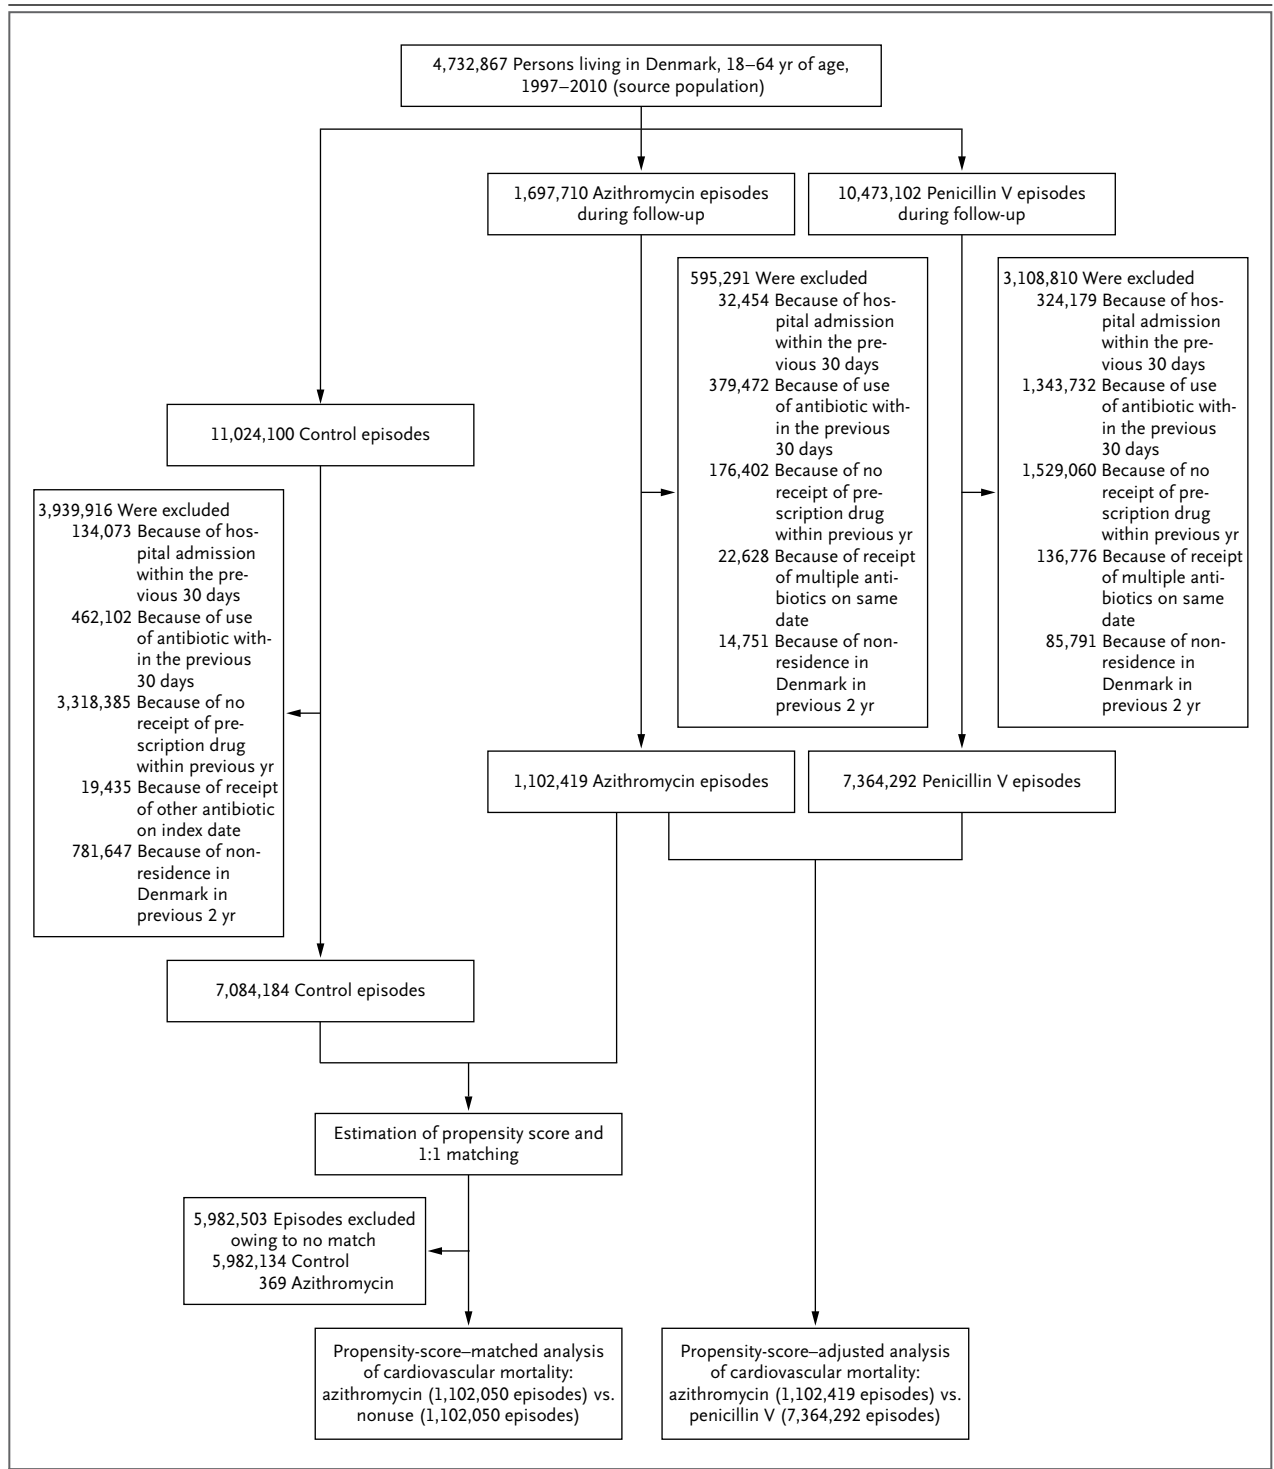 4,732,867 Persons living in Denmark, 18–64 yr of age,
1997–2010 (source population)
1,697,710 Azithromycin episodes
during follow-up
10,473,102 Penicillin V episodes
during follow-up
595,291 Were excluded
32,454 Because of hos-
pital admission
within the pre-
vious 30 days
379,472 Because of use
of antibiotic with-
in the previous
30 days
176,402 Because of no
receipt of pre-
scription drug
within previous yr
22,628 Because of receipt
of multiple anti-
biotics on same
date
14,751 Because of non-
residence in
Denmark in
previous 2 yr
3,108,810 Were excluded
324,179 Because of hos-
pital admission
within the pre-
vious 30 days
1,343,732 Because of use
of antibiotic with-
in the previous
30 days
1,529,060 Because of no
receipt of pre-
scription drug
within previous yr
136,776 Because of receipt
of multiple anti-
biotics on same
date
85,791 Because of non-
residence in
Denmark in
previous 2 yr
11,024,100 Control episodes
3,939,916 Were excluded
134,073 Because of hos-
pital admission
within the pre-
vious 30 days
462,102 Because of use
of antibiotic with-
in the previous
30 days
3,318,385 Because of no
receipt of pre-
scription drug
within previous yr
19,435 Because of receipt
of other antibiotic
on index date
781,647 Because of non-
residence in
Denmark in
previous 2 yr
1,102,419 Azithromycin episodes
7,364,292 Penicillin V episodes
7,084,184 Control episodes
Estimation of propensity score and
1:1 matching
5,982,503 Episodes excluded
owing to no match
5,982,134 Control
369 Azithromycin
Propensity-score–matched analysis
of cardiovascular mortality:
azithromycin (1,102,050 episodes) vs.
nonuse (1,102,050 episodes)
Propensity-score–adjusted analysis
of cardiovascular mortality:
azithromycin (1,102,419 episodes) vs.
penicillin V (7,364,292 episodes)